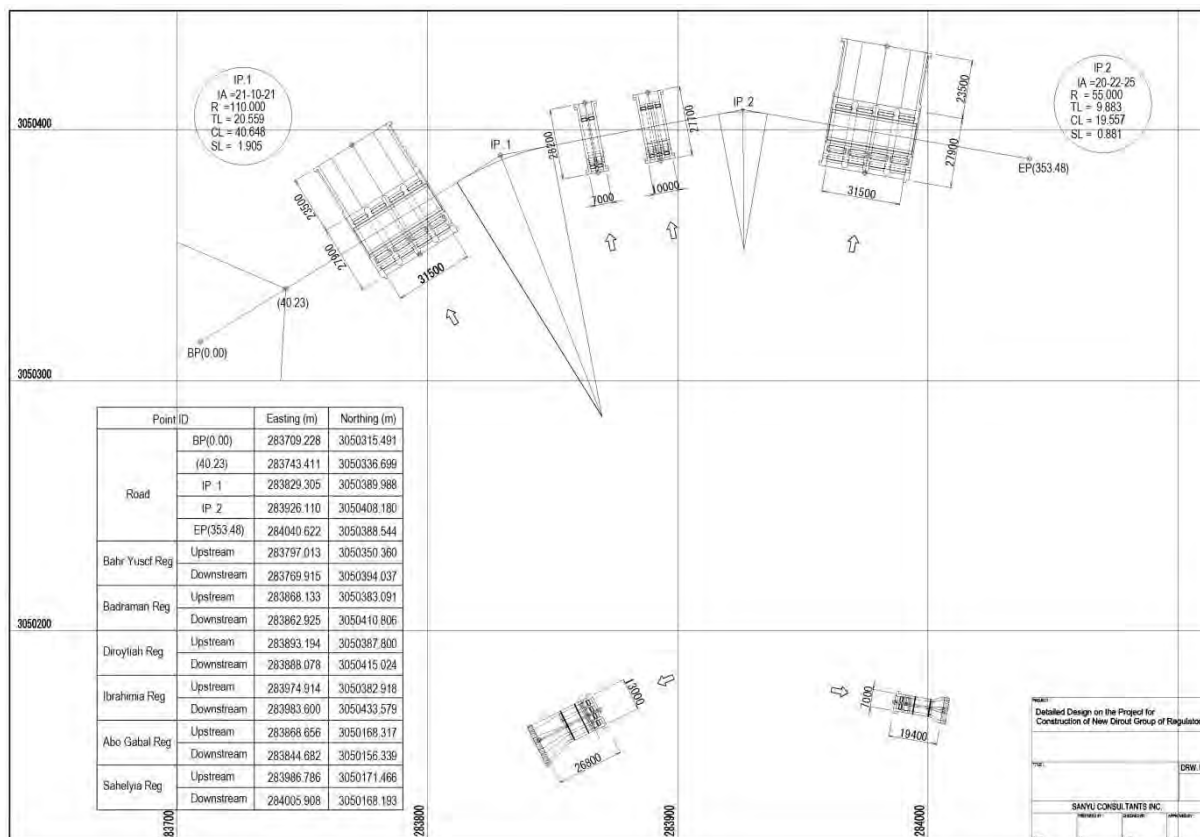 IP.1
IA =21-10-21
R =110.000
TL = 20.559
CL = 40.648
SL = 1.905
IP.2
IA =20-22-25
R = 55.000
TL = 9.883
CL = 19.557
SL = 0.881
3050400
IP. 1
IP. 2
28200
27700
7000
10000
23500
27900
31500
EP(353.48)
23500
27900
31500
(40.23)
BP(0.00)
3050300
Point ID Easting (m) Northing (m)
Road
BP(0.00) 283709.228 3050315.491
(40.23) 283743.411 3050336.699
IP. 1 283829.305 3050389.988
IP. 2 283926.110 3050408.180
EP(353.48) 284040.622 3050388.544
Bahr Yuscf Reg
Upstream 283797.013 3050350.360
Downstream 283769.915 3050394.037
Badraman Reg
Upstream 283868.133 3050383.091
Downstream 283862.925 3050410.806
Diroytiah Reg
Upstream 283893.194 3050387.800
Downstream 283888.078 3050415.024
Ibrahimia Reg
Upstream 283974.914 3050382.918
Downstream 283983.600 3050433.579
Abo Gabal Reg
Upstream 283868.656 3050168.317
Downstream 283844.682 3050156.339
Sahelyia Reg
Upstream 283986.786 3050171.466
Downstream 284005.908 3050168.193
3050200
13000
26800
7000
19400
283700
283800
283900
284000
PROJECT
Detailed Design on the Project for
Construction of New Dirout Group of Regulator
DRW.
SANYU CONSULTANTS INC.